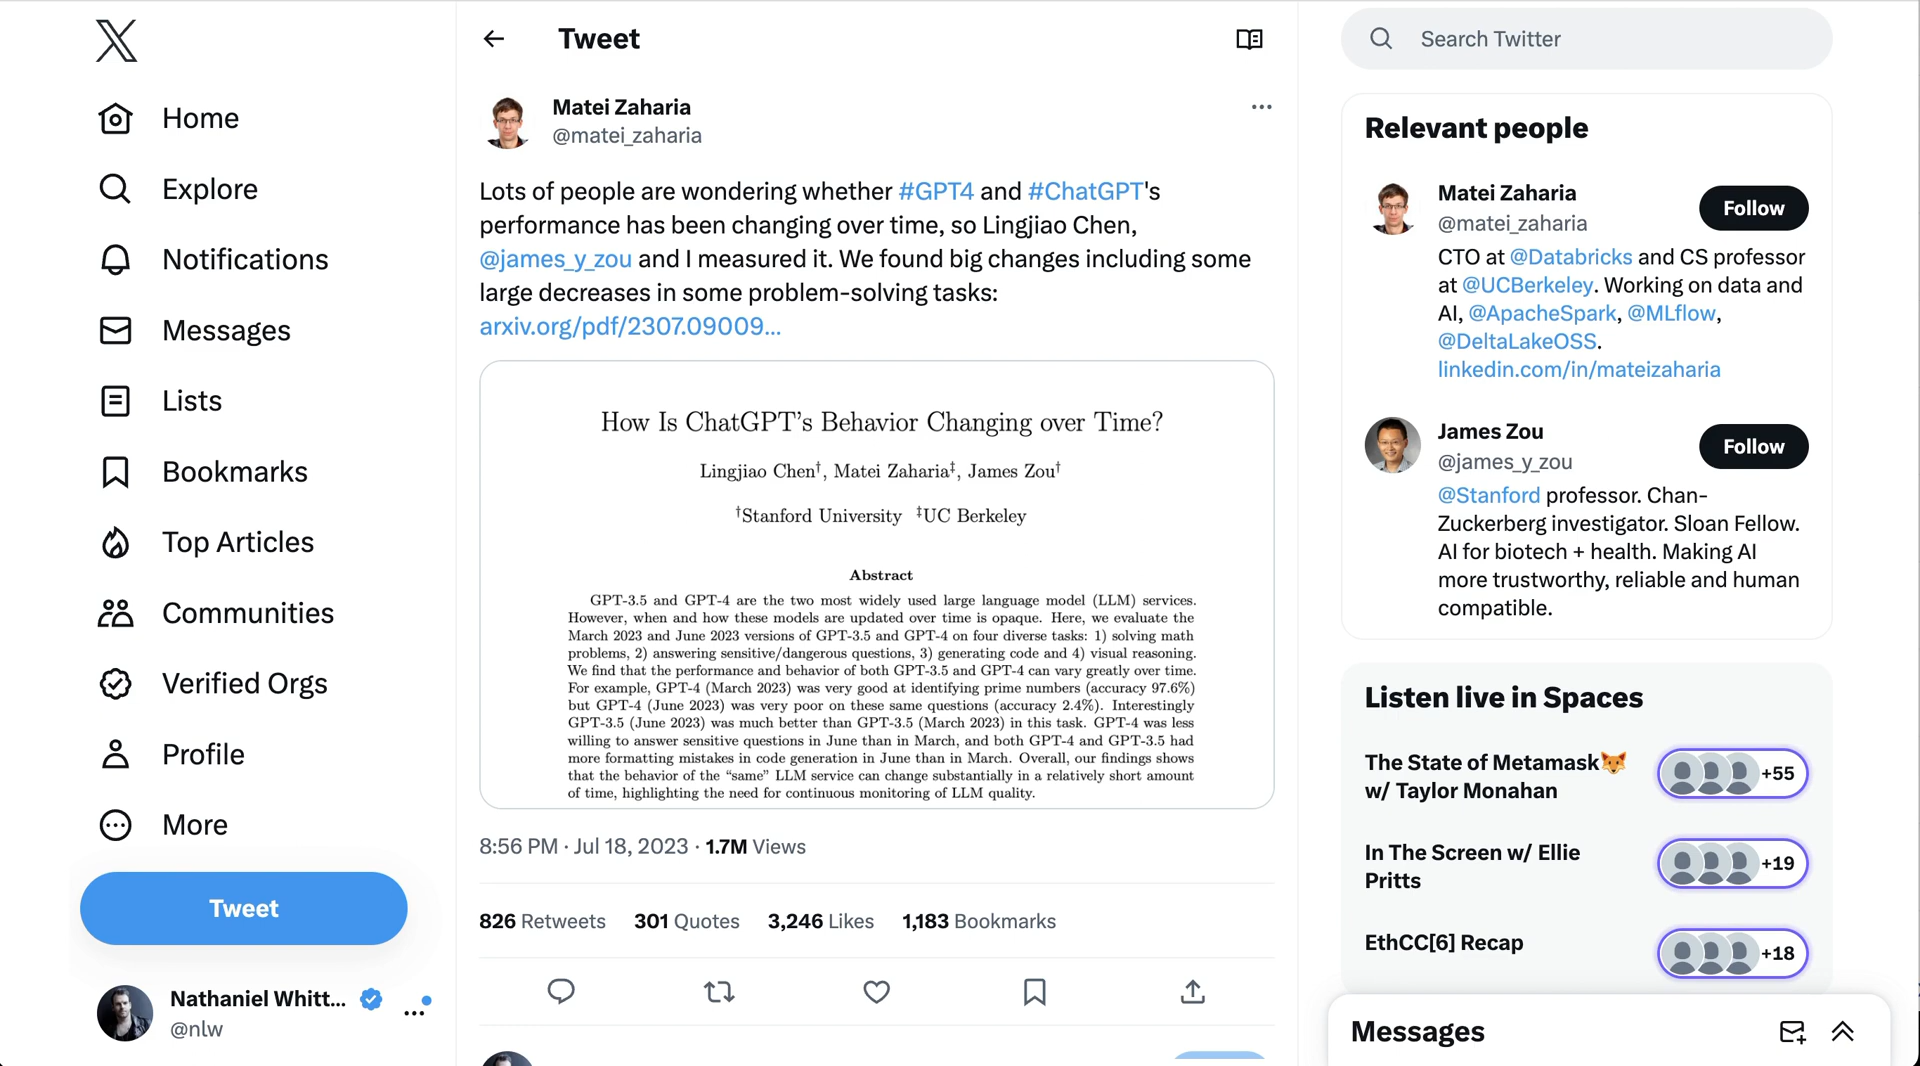 Home
Explore
Notifications
Messages
Lists
Bookmarks
Top Articles
Communities
Verified Orgs
Profile
More
Tweet
Nathaniel Whitt...
@nlw
Tweet
Matei Zaharia
@matei_zaharia
Lots of people are wondering whether #GPT4 and #ChatGPT's
performance has been changing over time, so Lingjiao Chen,
@james_y_zou and I measured it. We found big changes including some
large decreases in some problem-solving tasks:
arxiv.org/pdf/2307.09009...
How Is ChatGPT's Behavior Changing over Time?
Lingjiao Chen†, Matei Zaharia‡, James Zou†
†Stanford University ‡UC Berkeley
Abstract
GPT-3.5 and GPT-4 are the two most widely used large language model (LLM) services.
However, when and how these models are updated over time is opaque. Here, we evaluate the
March 2023 and June 2023 versions of GPT-3.5 and GPT-4 on four diverse tasks: 1) solving math
problems, 2) answering sensitive/dangerous questions, 3) generating code and 4) visual reasoning.
We find that the performance and behavior of both GPT-3.5 and GPT-4 can vary greatly over time.
For example, GPT-4 (March 2023) was very good at identifying prime numbers (accuracy 97.6%)
but GPT-4 (June 2023) was very poor on these same questions (accuracy 2.4%). Interestingly
GPT-3.5 (June 2023) was much better than GPT-3.5 (March 2023) in this task. GPT-4 was less
willing to answer sensitive questions in June than in March, and both GPT-4 and GPT-3.5 had
more formatting mistakes in code generation in June than in March. Overall, our findings shows
that the behavior of the “same” LLM service can change substantially in a relatively short amount
of time, highlighting the need for continuous monitoring of LLM quality.
8:56 PM · Jul 18, 2023 · 1.7M Views
826 Retweets 301 Quotes 3,246 Likes 1,183 Bookmarks
Search Twitter
Relevant people
Matei Zaharia
@matei_zaharia
Follow
CTO at @Databricks and CS professor
at @UCBerkeley. Working on data and
AI, @ApacheSpark, @MLflow,
@DeltaLakeOSS.
linkedin.com/in/mateizaharia
James Zou
@james_y_zou
Follow
@Stanford professor. Chan-
Zuckerberg investigator. Sloan Fellow.
AI for biotech + health. Making AI
more trustworthy, reliable and human
compatible.
Listen live in Spaces
The State of Metamask🦊
w/ Taylor Monahan
+55
In The Screen w/ Ellie
Pritts
+19
EthCC[6] Recap
+18
Messages